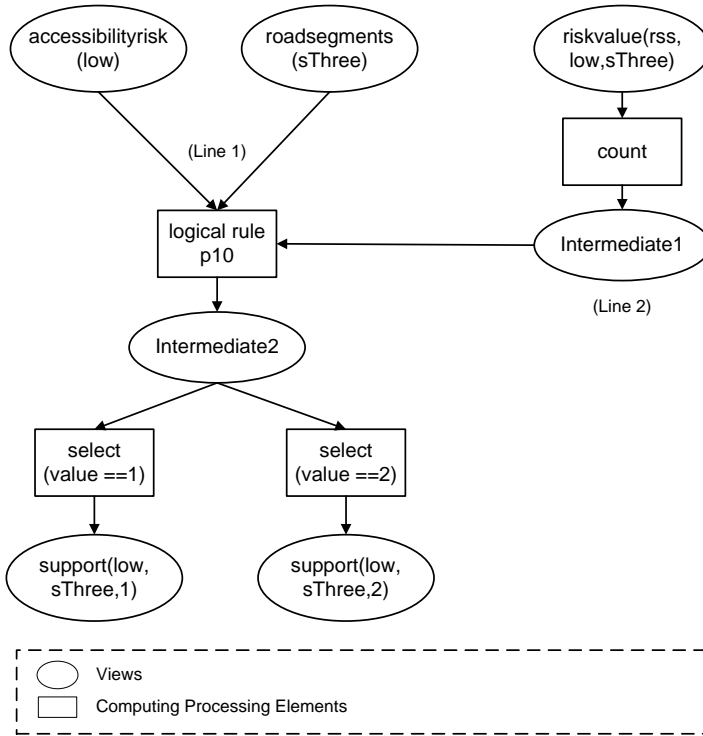 accessibilityrisk
(low)
roadsegments
(sThree)
riskvalue(rss,
low,sThree)
(Line 1)
count
logical rule
p10
Intermediate1
(Line 2)
Intermediate2
select
(value ==1)
select
(value ==2)
support(low,
sThree,1)
support(low,
sThree,2)
Views
Computing Processing Elements